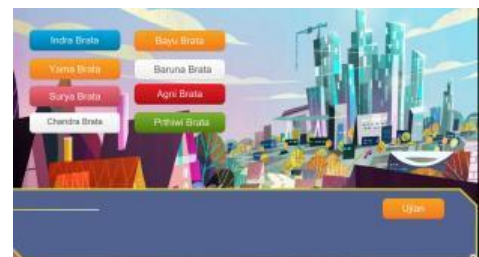 Indra Brata
Bayu Brata
Yama Brata
Baruna Brata
Surya Brata
Agni Brata
Chandra Brata
Prthiwi Brata
Ujian